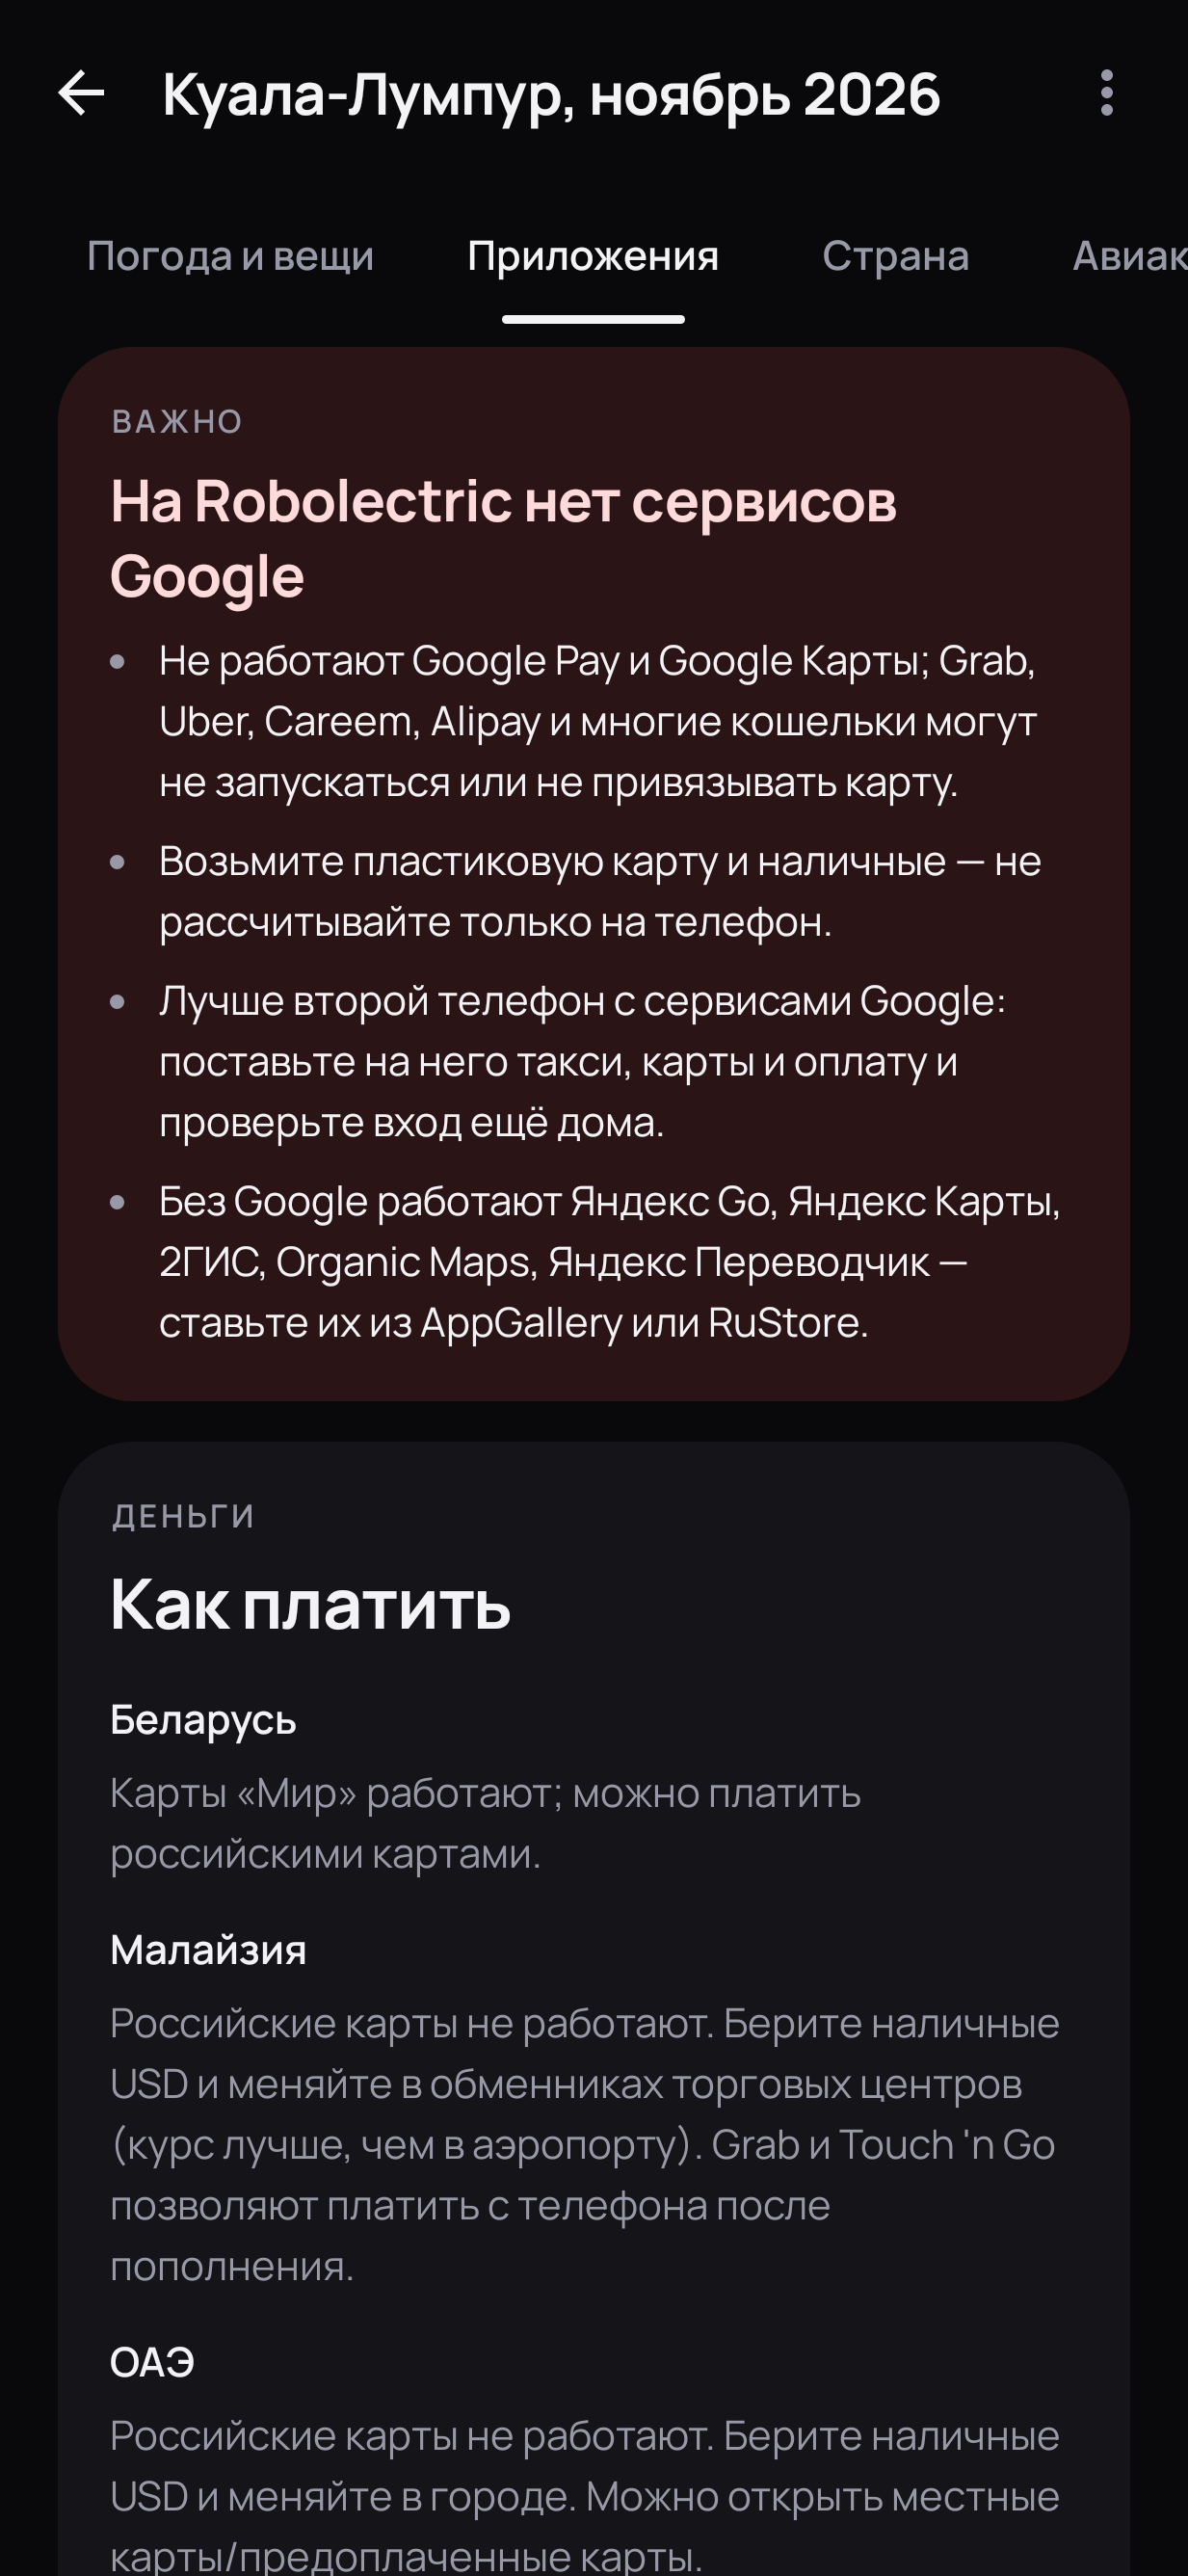 Куала-Лумпур, ноябрь 2026
Погода и вещи Приложения Страна Авиак
ВАЖНО
На Robolectric нет сервисов
Google
Не работают Google Pay и Google Карты; Grab,
Uber, Careem, Alipay и многие кошельки могут
не запускаться или не привязывать карту.
Возьмите пластиковую карту и наличные — не
рассчитывайте только на телефон.
Лучше второй телефон с сервисами Google:
поставьте на него такси, карты и оплату и
проверьте вход ещё дома.
Без Google работают Яндекс Go, Яндекс Карты,
2ГИС, Organic Maps, Яндекс Переводчик —
ставьте их из AppGallery или RuStore.
ДЕНЬГИ
Как платить
Беларусь
Карты «Мир» работают; можно платить
российскими картами.
Малайзия
Российские карты не работают. Берите наличные
USD и меняйте в обменниках торговых центров
(курс лучше, чем в аэропорту). Grab и Touch 'n Go
позволяют платить с телефона после
пополнения.
ОАЭ
Российские карты не работают. Берите наличные
USD и меняйте в городе. Можно открыть местные
карты/предоплаченные карты.